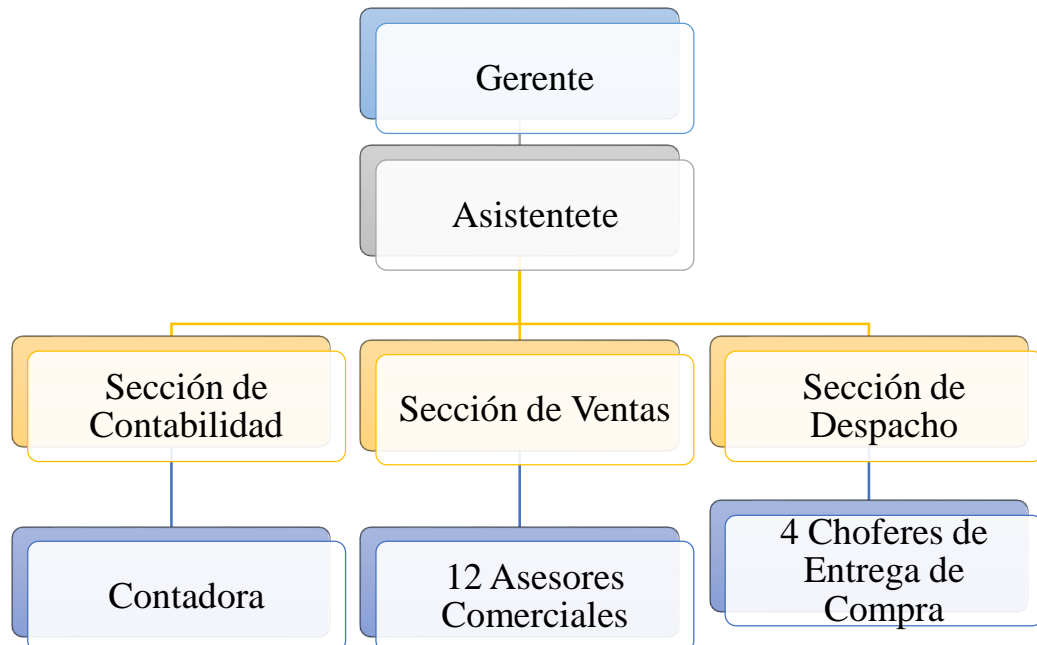 Gerente
Asistentete
Sección de
Contabilidad
Sección de Ventas
Sección de
Despacho
Contadora
12 Asesores
Comerciales
4 Choferes de
Entrega de
Compra